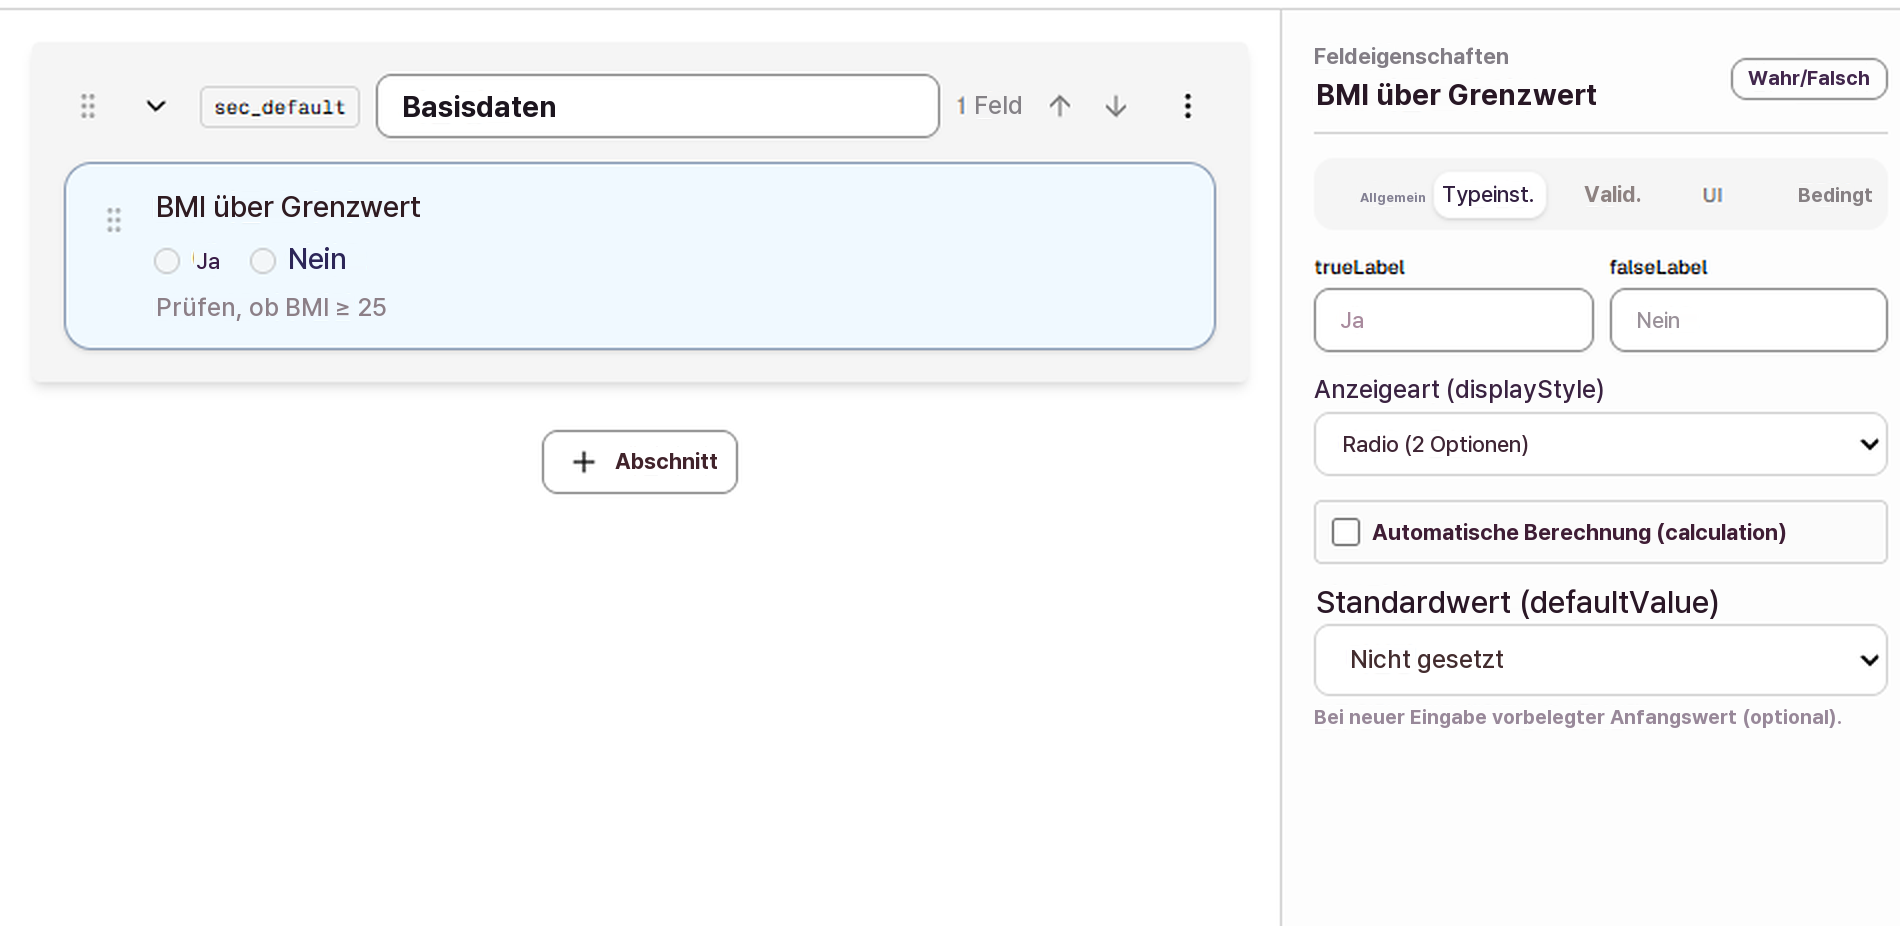 sec_default
Basisdaten
1 Feld
BMI über Grenzwert
Ja
Nein
Prüfen, ob BMI ≥ 25
Abschnitt
Feldeigenschaften
BMI über Grenzwert
Wahr/Falsch
Allgemein
Typeinst.
Valid.
UI
Bedingt
trueLabel
falseLabel
Ja
Nein
Anzeigeart (displayStyle)
Radio (2 Optionen)
Automatische Berechnung (calculation)
Standardwert (defaultValue)
Nicht gesetzt
Bei neuer Eingabe vorbelegter Anfangswert (optional).